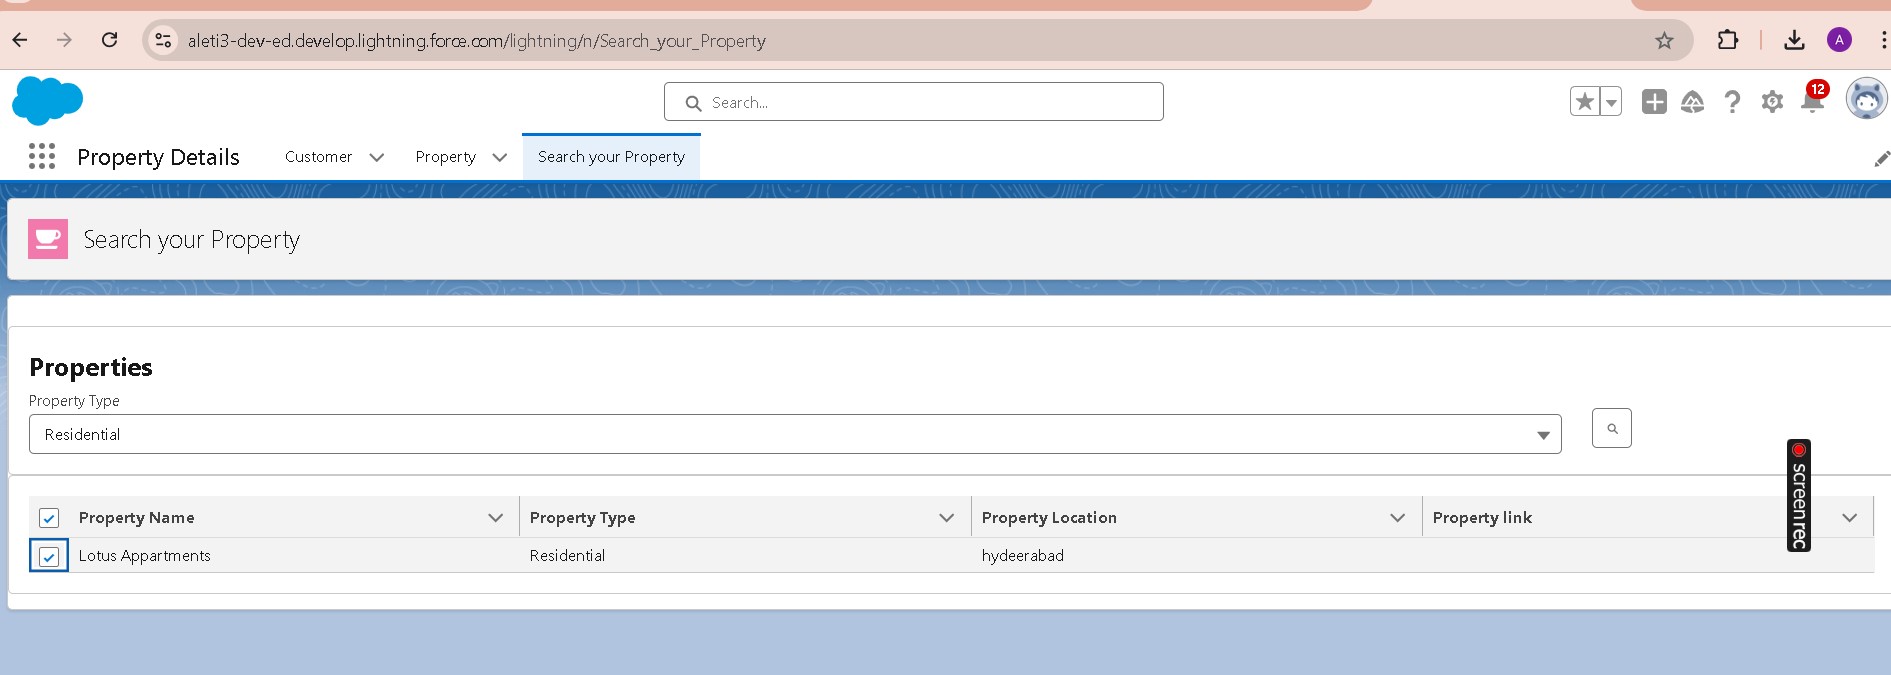 aleti3-dev-ed.develop.lightning.force.com/lightning/n/Search_your_Property
A
Search...
12
Property Details
Customer
Property
Search your Property
Search your Property
Properties
Property Type
Residential
Property Name
Property Type
Property Location
Property link
Lotus Appartments
Residential
hydeerabad
screenrec